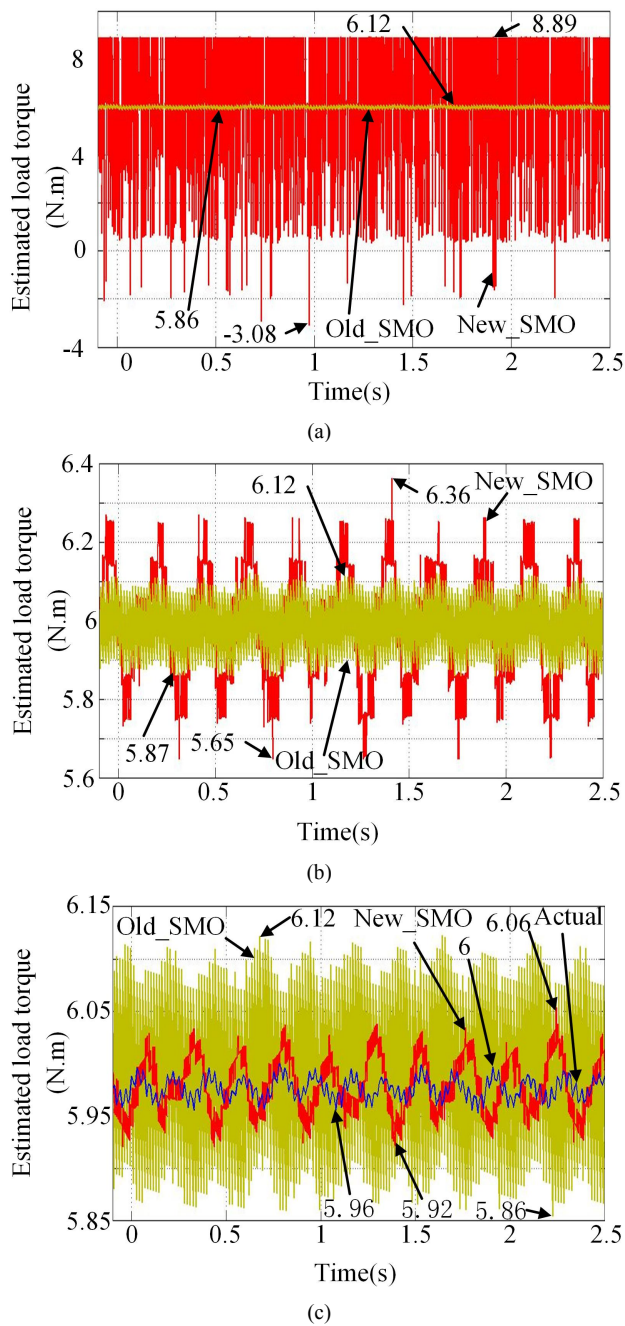 6.12
8.89
8
4
0
-4
Estimated load torque
(N.m)
5.86
-3.08
Old_SMO
New_SMO
0
0.5
1
1.5
2
2.5
Time(s)
(a)
6.4
6.2
6
5.8
5.6
Estimated load torque
(N.m)
6.12
6.36
New_SMO
5.87
5.65
Old_SMO
0
0.5
1
1.5
2
2.5
Time(s)
(b)
6.15
6.05
5.95
5.85
Estimated load torque
(N.m)
Old_SMO
6.12
New_SMO
6
6.06
Actual
5.96
5.92
5.86
0
0.5
1
1.5
2
2.5
Time(s)
(c)